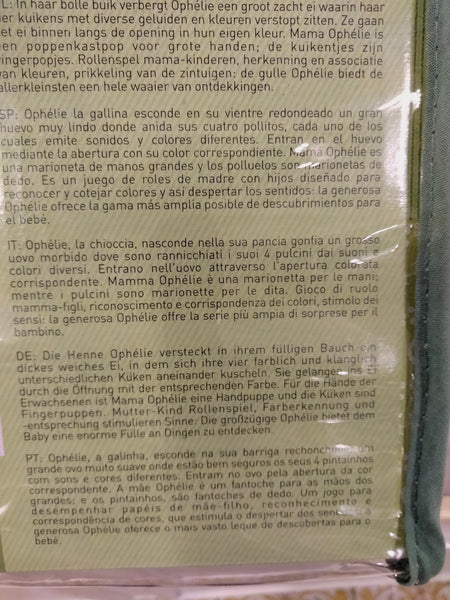 L: In haar bolle buik verbergt Ophélie een groot zacht ei waarin haar
er kuikens met diverse geluiden en kleuren verstopt zitten. Ze gaan
et ei binnen langs de opening in hun eigen kleur. Mama Ophélie is
en poppenkastpop voor grote handen; de kuikentjes zijn
ingerpopjes. Rollenspel mama-kinderen, herkenning en associatie
van kleuren, prikkeling van de zintuigen: de gulle Ophélie biedt de
allerkleinsten een hele waaier van ontdekkingen.
SP: Ophélie la gallina esconde en su vientre redondeado un gran
huevo muy lindo donde anida sus cuatro pollitos, cada uno de los
cuales emite sonidos y colores diferentes. Entran en el huevo
mediante la abertura con su color correspondiente. Mamá Ophélie es
una marioneta de manos grandes y los polluelos son marionetas de
dedo. Es un juego de roles de madre con hijos diseñado para
reconocer y cotejar colores y así despertar los sentidos: la generosa
Ophélie ofrece la gama más amplia posible de descubrimientos para
el bebé.
IT: Ophélie, la chioccia, nasconde nella sua pancia gonfia un grosso
uovo morbido dove sono rannicchiati i suoi 4 pulcini dai suoni e
colori diversi. Entrano nell'uovo attraverso l'apertura colorata
corrispondente. Mamma Ophélie è una marionetta per le mani;
mentre i pulcini sono marionette per le dita. Gioco di ruolo
mamma-figli, riconoscimento e corrispondenza dei colori, stimolo dei
sensi: la generosa Ophélie offre la serie più ampia di sorprese per il
bambino.
DE: Die Henne Ophélie versteckt in ihrem fülligen Bauch ein
dickes weiches Ei, in dem sich ihre vier farblich und klanglich
unterschiedlichen Küken aneinander kuscheln. Sie gelangen ins Ei
durch die Öffnung mit der entsprechenden Farbe. Für die Hände der
Erwachsenen ist Mama Ophélie eine Handpuppe und die Küken sind
Fingerpuppen. Mutter-Kind Rollenspiel, Farberkennung und
-entsprechung stimulieren Sinne: Die großzügige Ophélie bietet dem
Baby eine enorme Fülle an Dingen zu entdecken.
PT: Ophélie, a galinha, esconde na sua barriga rechonchuda um
grande ovo muito suave onde estão bem seguros os seus 4 pintainhos
com sons e cores diferentes. Entram no ovo pela abertura da cor
correspondente. A mãe Ophélie é um fantoche para as mãos dos
grandes; e os pintainhos, são fantoches de dedo. Um jogo para
desempenhar papéis de mãe-filho, reconhecimento e
correspondência de cores, que estimula o despertar dos sentidos: a
generosa Ophélie oferece o mais vasto leque de descobertas para o
bebé.